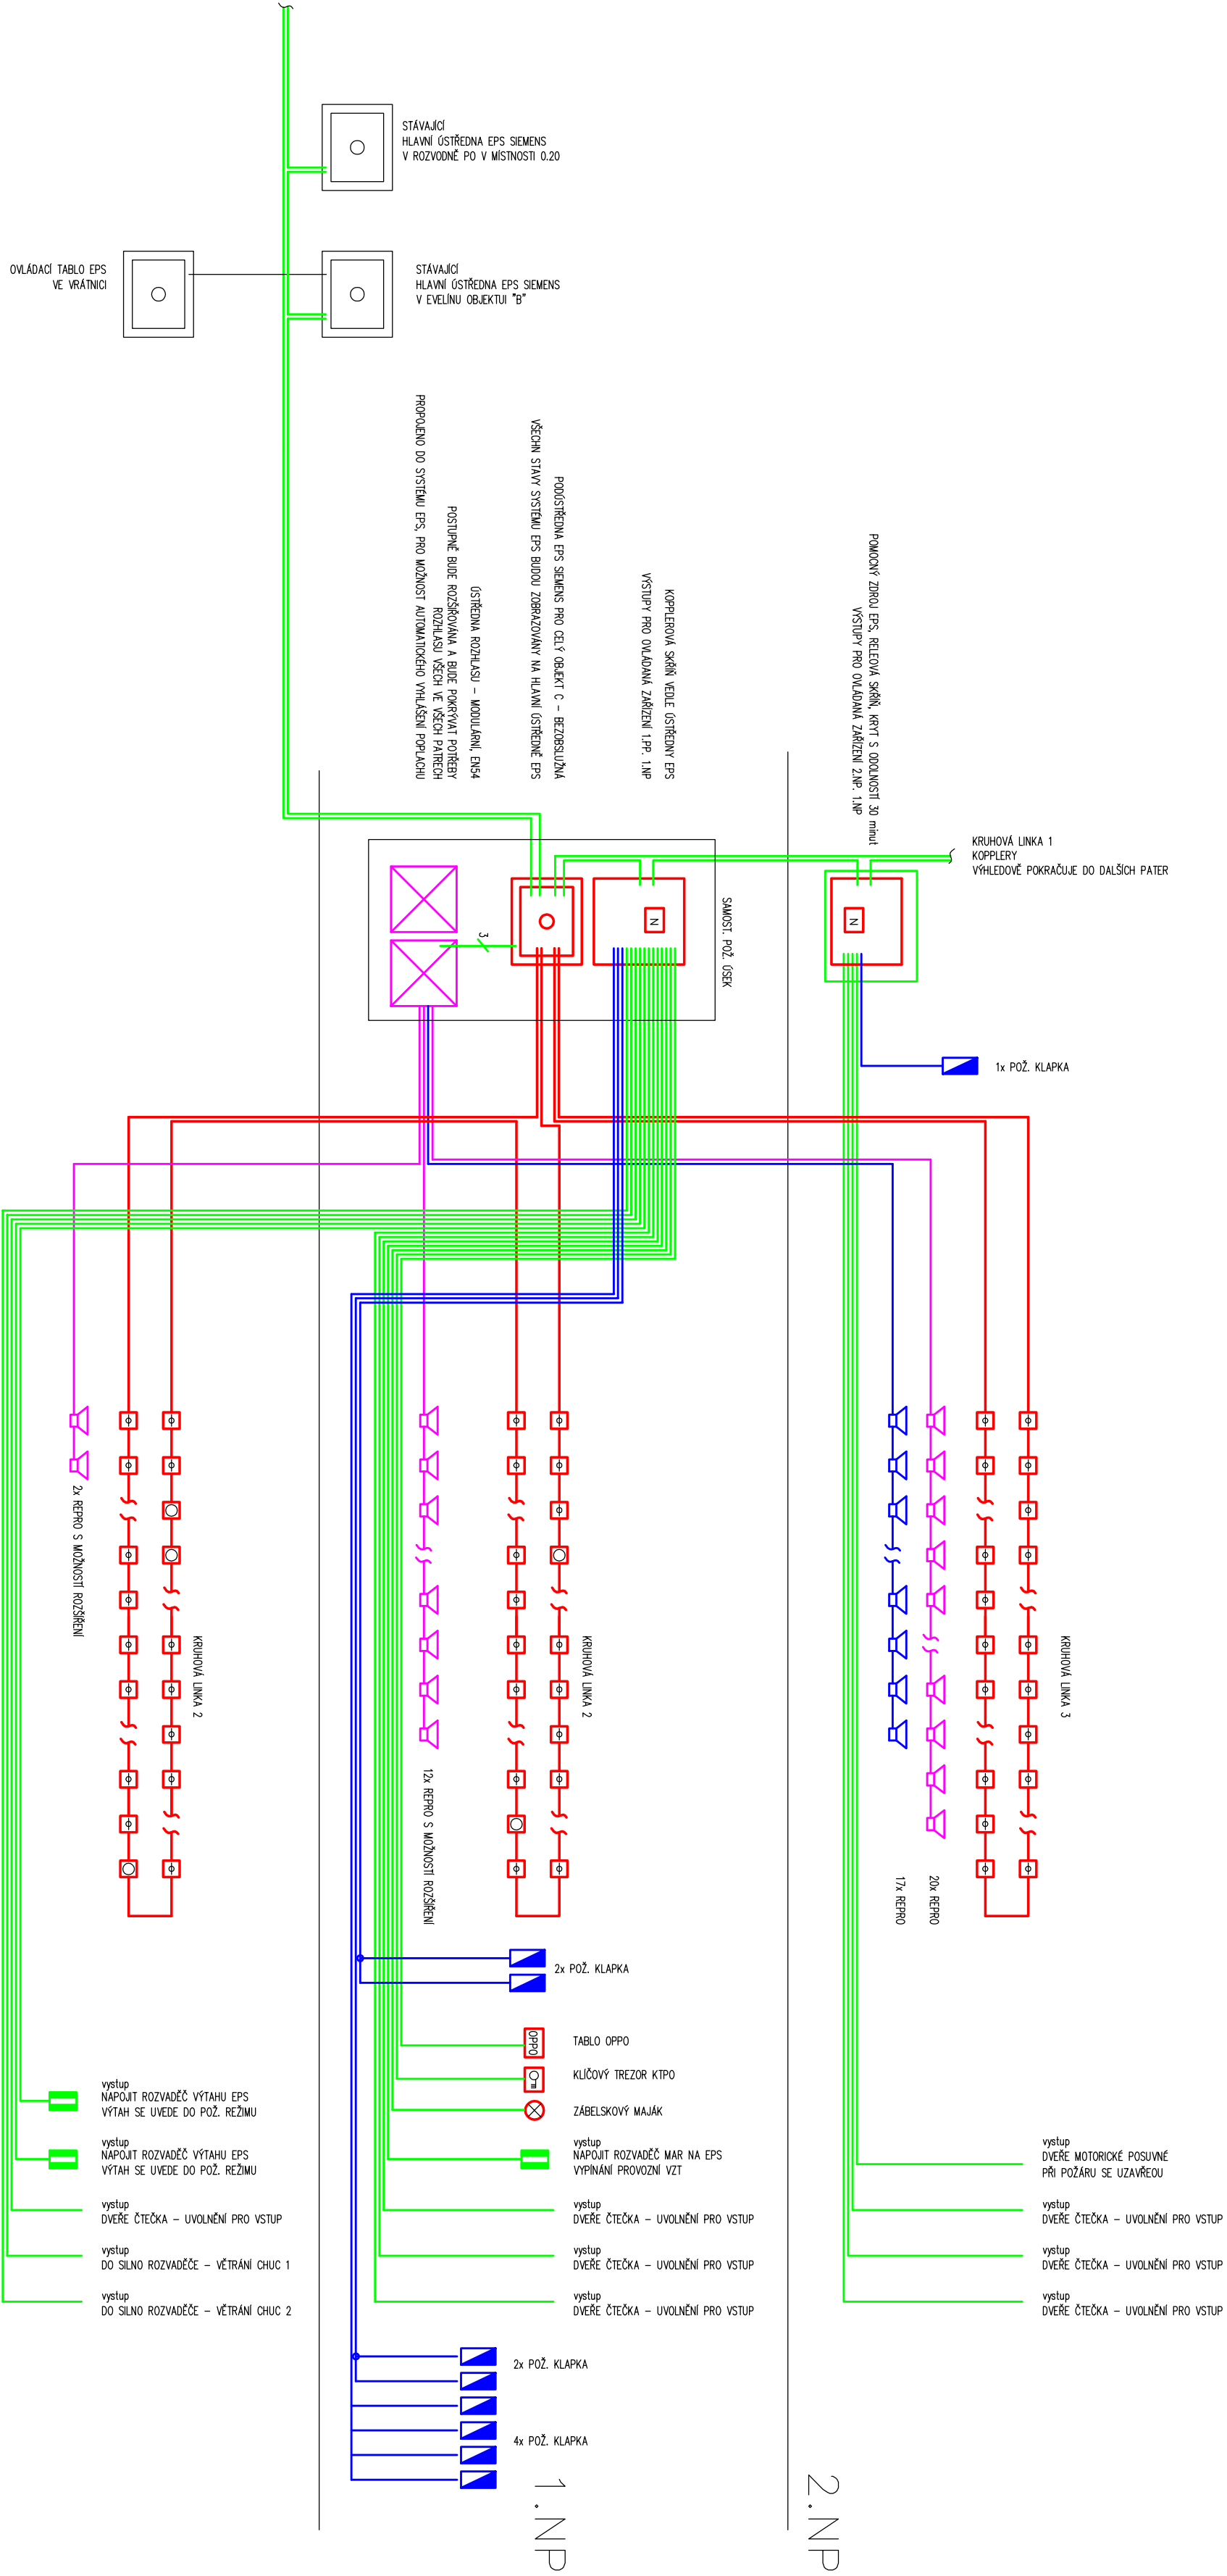 STÁVAJÍCÍ
HLAVNÍ ÚSTŘEDNA EPS SIEMENS
V ROZVODNĚ PO V MÍSTNOSTI 0.20
OVLÁDACÍ TABLO EPS
VE VRÁTNICI
STÁVAJÍCÍ
HLAVNÍ ÚSTŘEDNA EPS SIEMENS
V EVELÍNU OBJEKTUI "B"
POMOCNÝ ZDROJ EPS, RELEOVÁ SKŘÍŇ, KRYT S ODOLNOSTÍ 30 minut
VÝSTUPY PRO OVLÁDANÁ ZAŘÍZENÍ 2.NP. 1.NP
KOPPLEROVÁ SKŘÍŇ VEDLE ÚSTŘEDNY EPS
VÝSTUPY PRO OVLÁDANÁ ZAŘÍZENÍ 1.PP. 1.NP
PODÚSTŘEDNA EPS SIEMENS PRO CELÝ OBJEKT C – BEZOBSLUŽNÁ
VŠECHN STAVY SYSTÉMU EPS BUDOU ZOBRAZOVÁNY NA HLAVNÍ ÚSTŘEDNĚ EPS
ÚSTŘEDNA ROZHLASU – MODULÁRNÍ, EN54
POSTUPNĚ BUDE ROZŠIŘOVÁNA A BUDE POKRÝVAT POTŘEBY
ROZHLASU VŠECH VE VŠECH PATRECH
PROPOJENO DO SYSTÉMU EPS, PRO MOŽNOST AUTOMATICKÉHO VYHLÁŠENÍ POPLACHU
KRUHOVÁ LINKA 1
KOPPLERY
VÝHLEDOVĚ POKRAČUJE DO DALŠÍCH PATER
SAMOST. POŽ. ÚSEK
N
N
3
1x POŽ. KLAPKA
KRUHOVÁ LINKA 3
20x REPRO
17x REPRO
KRUHOVÁ LINKA 2
12x REPRO S MOŽNOSTÍ ROZŠÍŘENÍ
KRUHOVÁ LINKA 2
2x REPRO S MOŽNOSTÍ ROZŠÍŘENÍ
2x POŽ. KLAPKA
OPPO
TABLO OPPO
KLÍČOVÝ TREZOR KTPO
ZÁBELSKOVÝ MAJÁK
vystup
NAPOJIT ROZVADĚČ MAR NA EPS
VYPÍNÁNÍ PROVOZNÍ VZT
vystup
DVEŘE ČTEČKA – UVOLNĚNÍ PRO VSTUP
vystup
DVEŘE ČTEČKA – UVOLNĚNÍ PRO VSTUP
vystup
DVEŘE ČTEČKA – UVOLNĚNÍ PRO VSTUP
vystup
NAPOJIT ROZVADĚČ VÝTAHU EPS
VÝTAH SE UVEDE DO POŽ. REŽIMU
vystup
NAPOJIT ROZVADĚČ VÝTAHU EPS
VÝTAH SE UVEDE DO POŽ. REŽIMU
vystup
DVEŘE ČTEČKA – UVOLNĚNÍ PRO VSTUP
vystup
DO SILNO ROZVADĚČE – VĚTRÁNÍ CHUC 1
vystup
DO SILNO ROZVADĚČE – VĚTRÁNÍ CHUC 2
vystup
DVEŘE MOTORICKÉ POSUVNÉ
PŘI POŽÁRU SE UZAVŘEOU
vystup
DVEŘE ČTEČKA – UVOLNĚNÍ PRO VSTUP
vystup
DVEŘE ČTEČKA – UVOLNĚNÍ PRO VSTUP
vystup
DVEŘE ČTEČKA – UVOLNĚNÍ PRO VSTUP
2x POŽ. KLAPKA
4x POŽ. KLAPKA
1.NP
2.NP